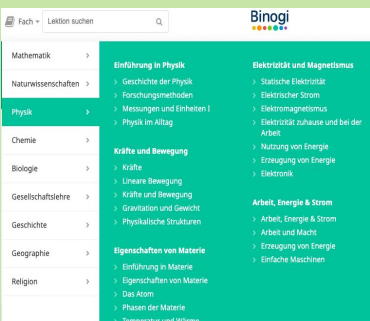 Fach
Lektion suchen
Binogi
Mathematik
Naturwissenschaften
Physik
Chemie
Biologie
Gesellschaftslehre
Geschichte
Geographie
Religion
Einführung in Physik
Geschichte der Physik
Forschungsmethoden
Messungen und Einheiten I
Physik im Alltag
Kräfte und Bewegung
Kräfte
Lineare Bewegung
Kräfte und Bewegung
Gravitation und Gewicht
Physikalische Strukturen
Eigenschaften von Materie
Einführung in Materie
Eigenschaften von Materie
Das Atom
Phasen der Materie
Temperatur und Wärme
Elektrizität und Magnetismus
Statische Elektrizität
Elektrischer Strom
Elektromagnetismus
Elektrizität zuhause und bei der
Arbeit
Nutzung von Energie
Erzeugung von Energie
Elektronik
Arbeit, Energie & Strom
Arbeit, Energie & Strom
Arbeit und Macht
Erzeugung von Energie
Einfache Maschinen